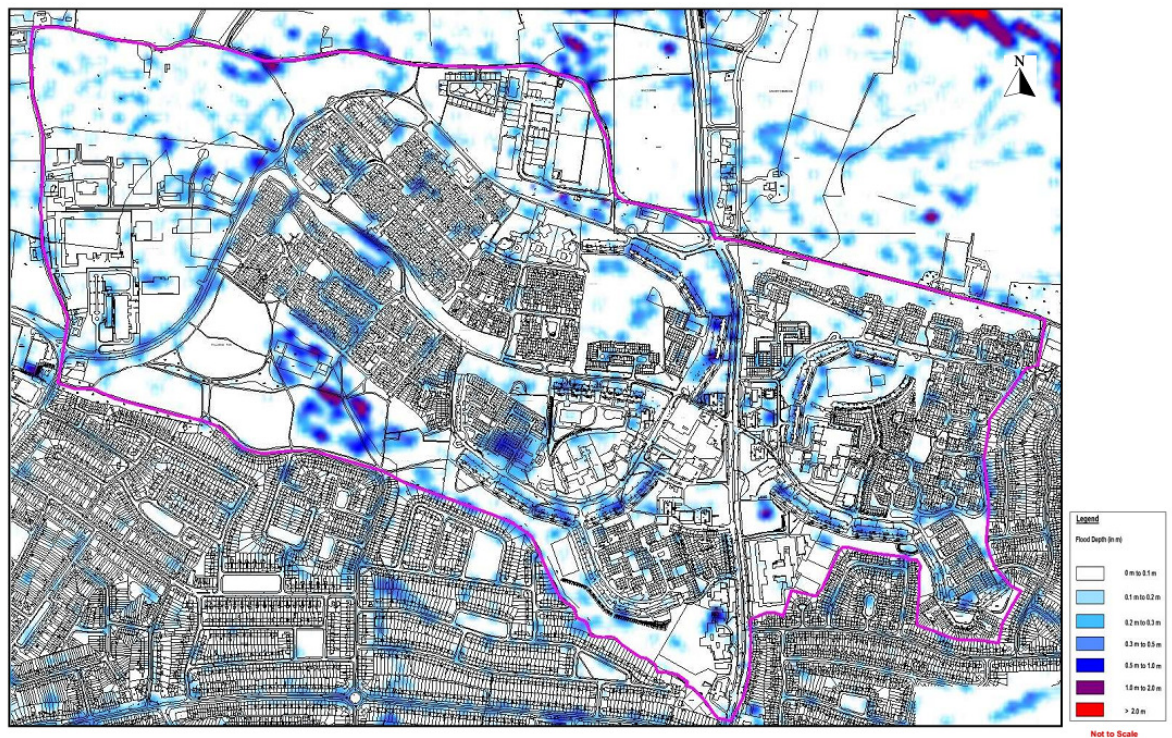 N
Legend
Flood Depth (in m)
0 m to 0.1 m
0.1 m to 0.2 m
0.2 m to 0.3 m
0.3 m to 0.5 m
0.5 m to 1.0 m
1.0 m to 2.0 m
> 2.0 m
Not to Scale